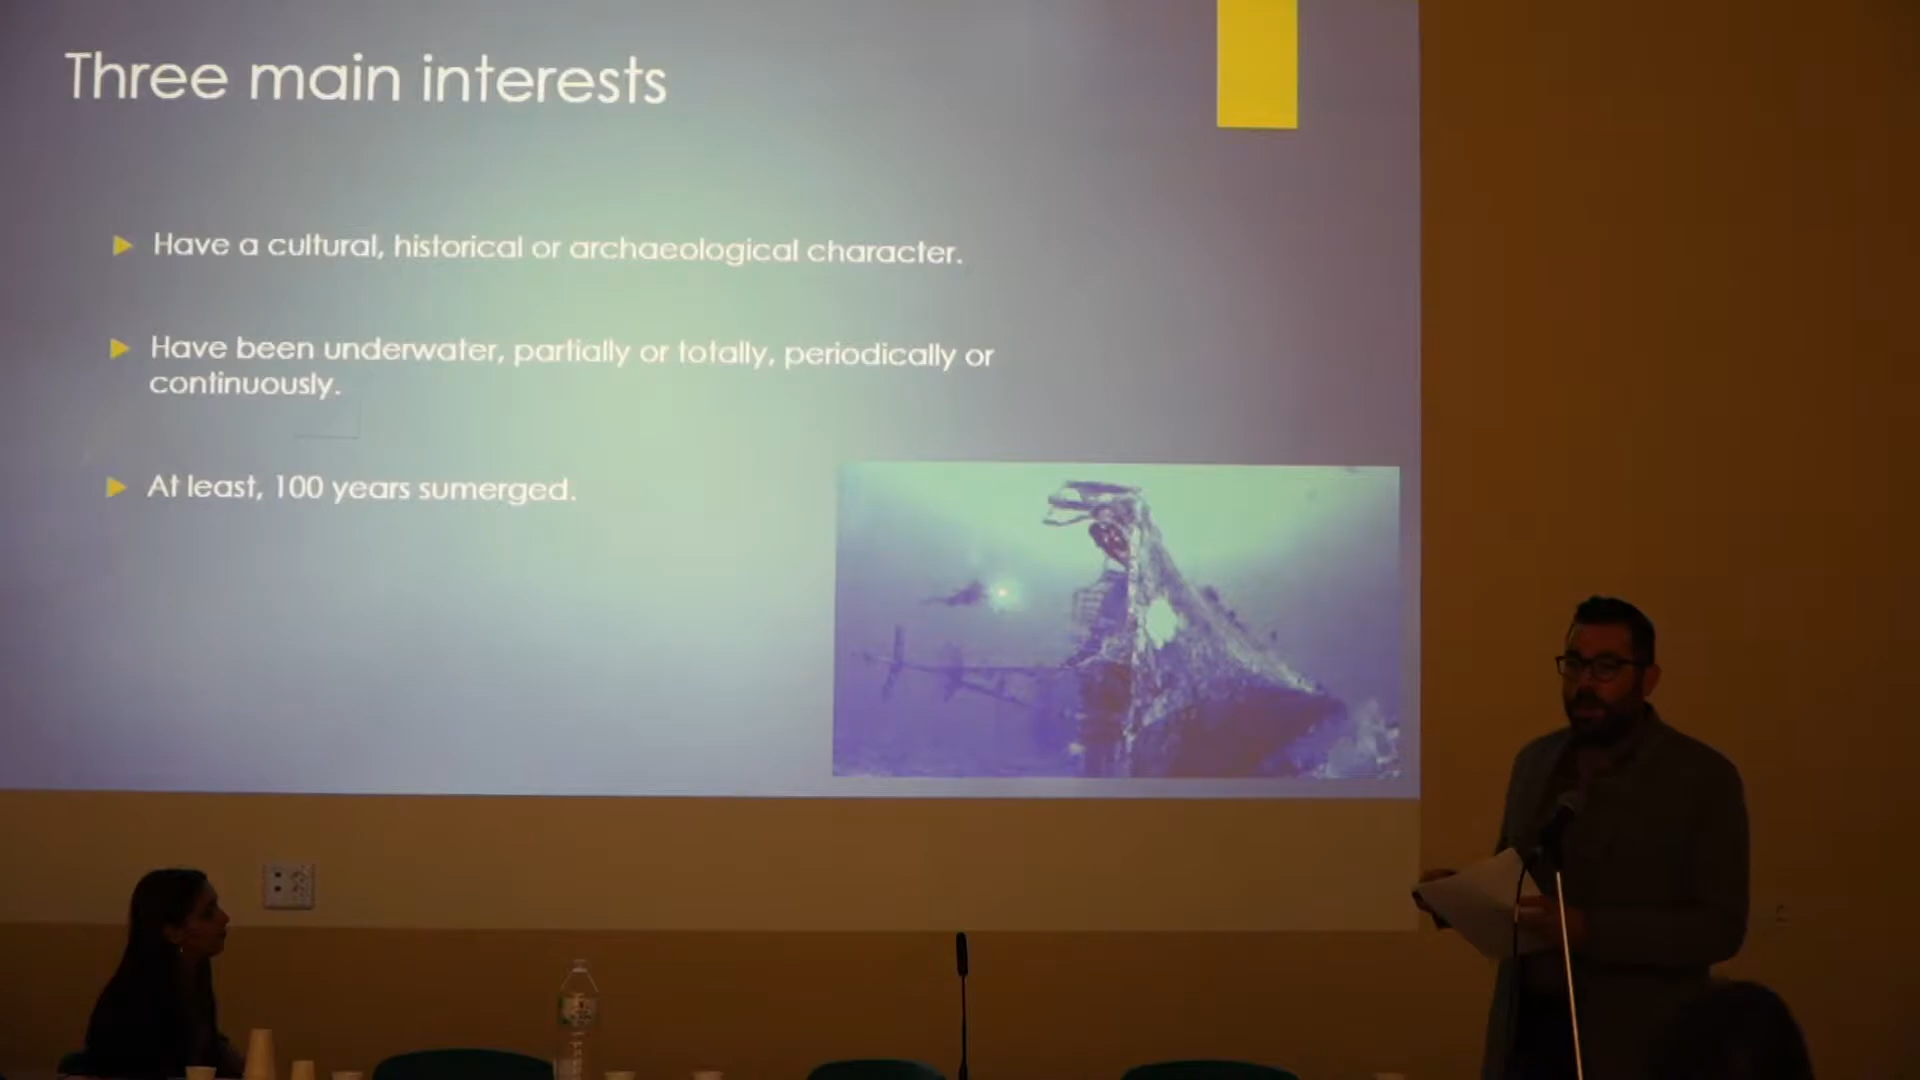 Three main interests
Have a cultural, historical or archaeological character.
Have been underwater, partially or totally, periodically or
continuously.
At least, 100 years sumerged.